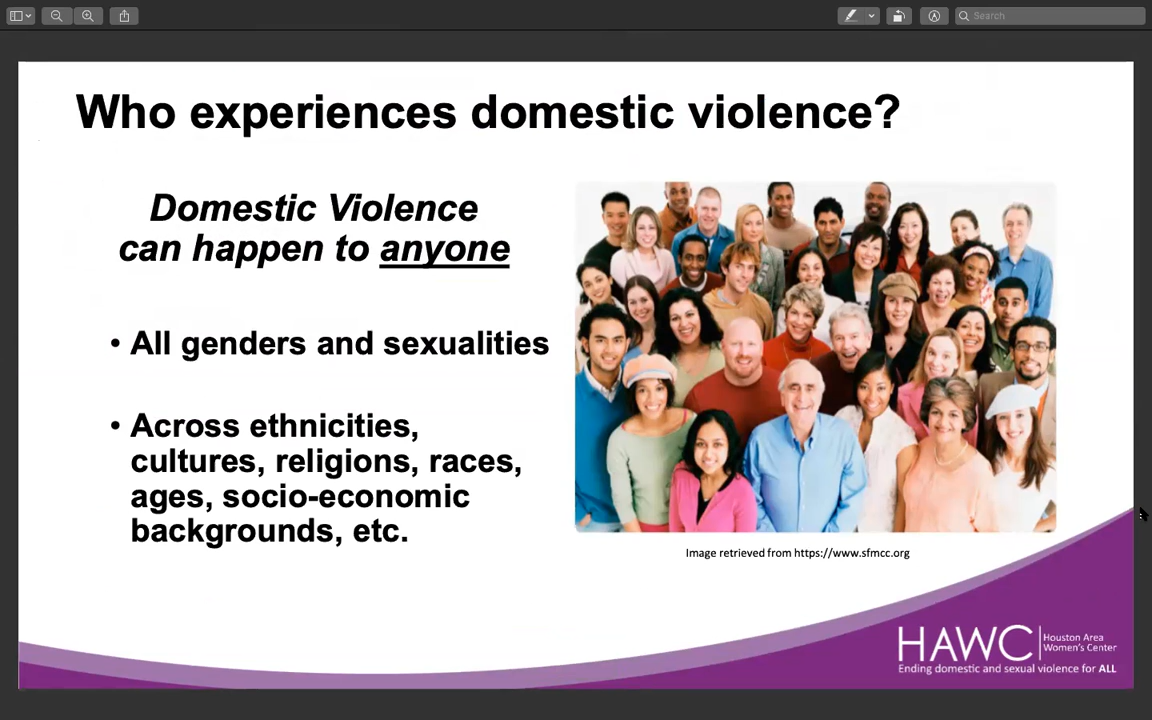 Search
Who experiences domestic violence?
Domestic Violence
can happen to anyone
• All genders and sexualities
• Across ethnicities,
cultures, religions, races,
ages, socio-economic
backgrounds, etc.
Image retrieved from https://www.sfmcc.org
HAWC
Houston Area
Women's Center
Ending domestic and sexual violence for ALL